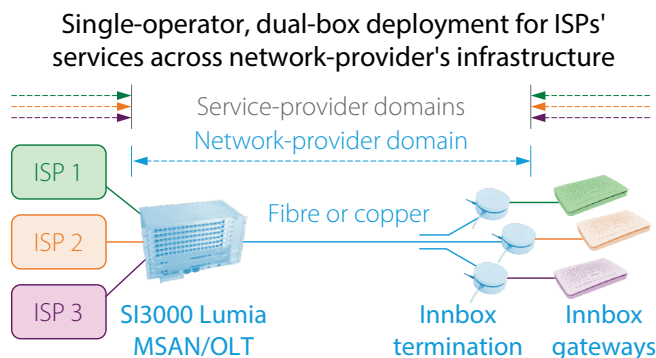 Single-operator, dual-box deployment for ISPs'
services across network-provider's infrastructure
Service-provider domains
Network-provider domain
ISP 1
ISP 2
ISP 3
Fibre or copper
SI3000 Lumia
MSAN/OLT
Innbox
termination
Innbox
gateways